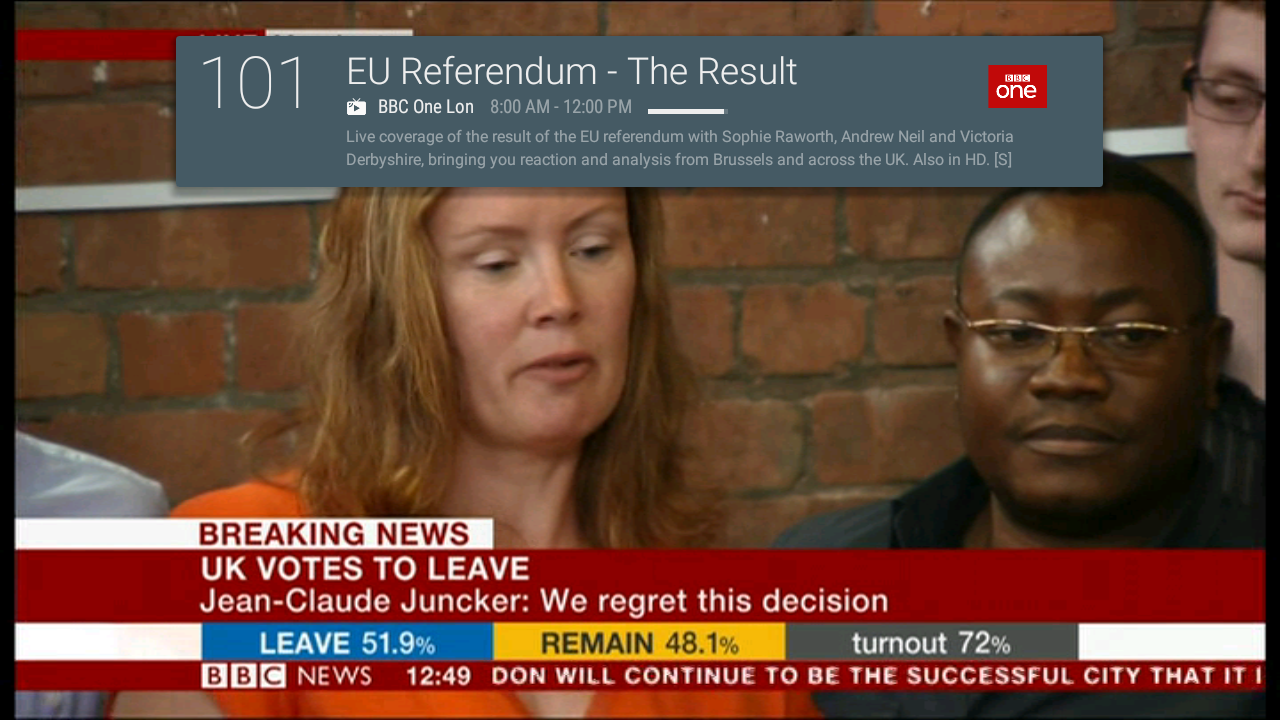 101
EU Referendum - The Result
BBC
one
BBC One Lon 8:00 AM - 12:00 PM
Live coverage of the result of the EU referendum with Sophie Raworth, Andrew Neil and Victoria
Derbyshire, bringing you reaction and analysis from Brussels and across the UK. Also in HD. [S]
BREAKING NEWS
UK VOTES TO LEAVE
Jean-Claude Juncker: We regret this decision
LEAVE 51.9% REMAIN 48.1% turnout 72%
BBC NEWS 12:49 DON WILL CONTINUE TO BE THE SUCCESSFUL CITY THAT IT I